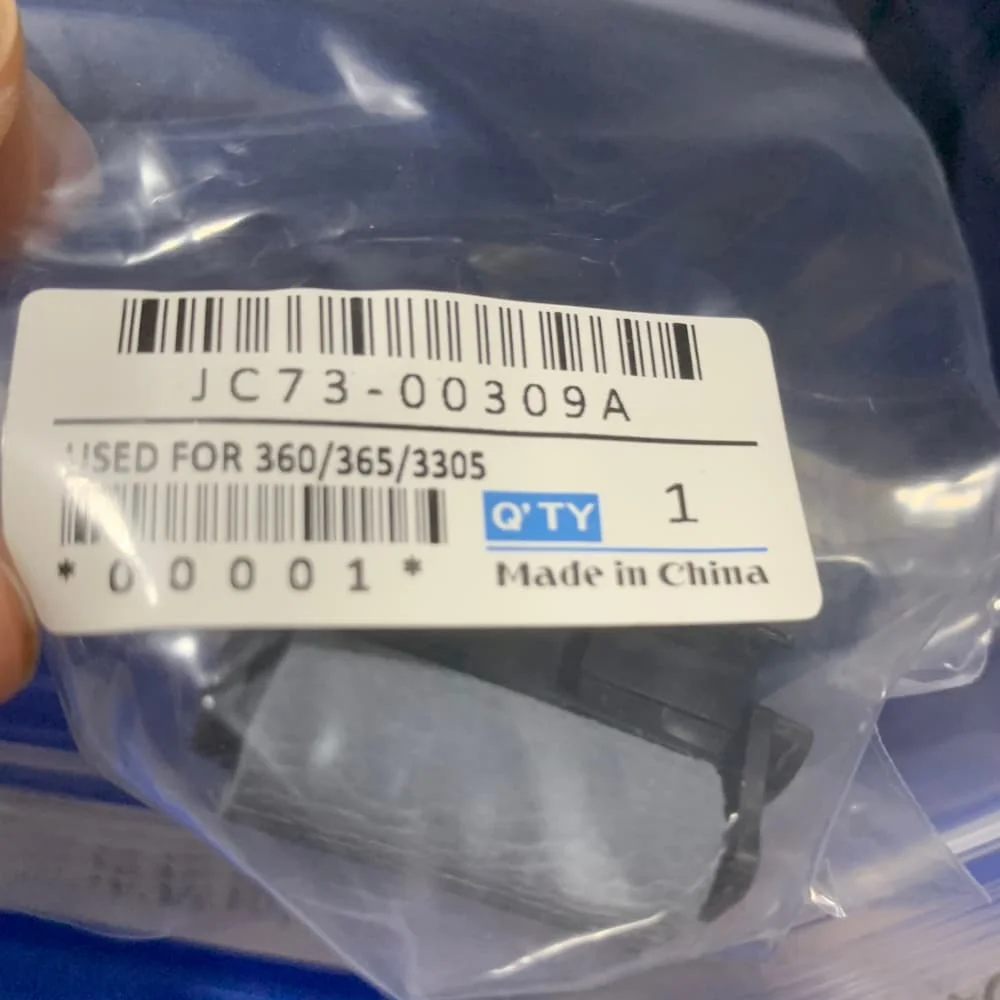 JC73-00309A
USED FOR 360/365/3305
Q'TY 1
*00001*
Made in China